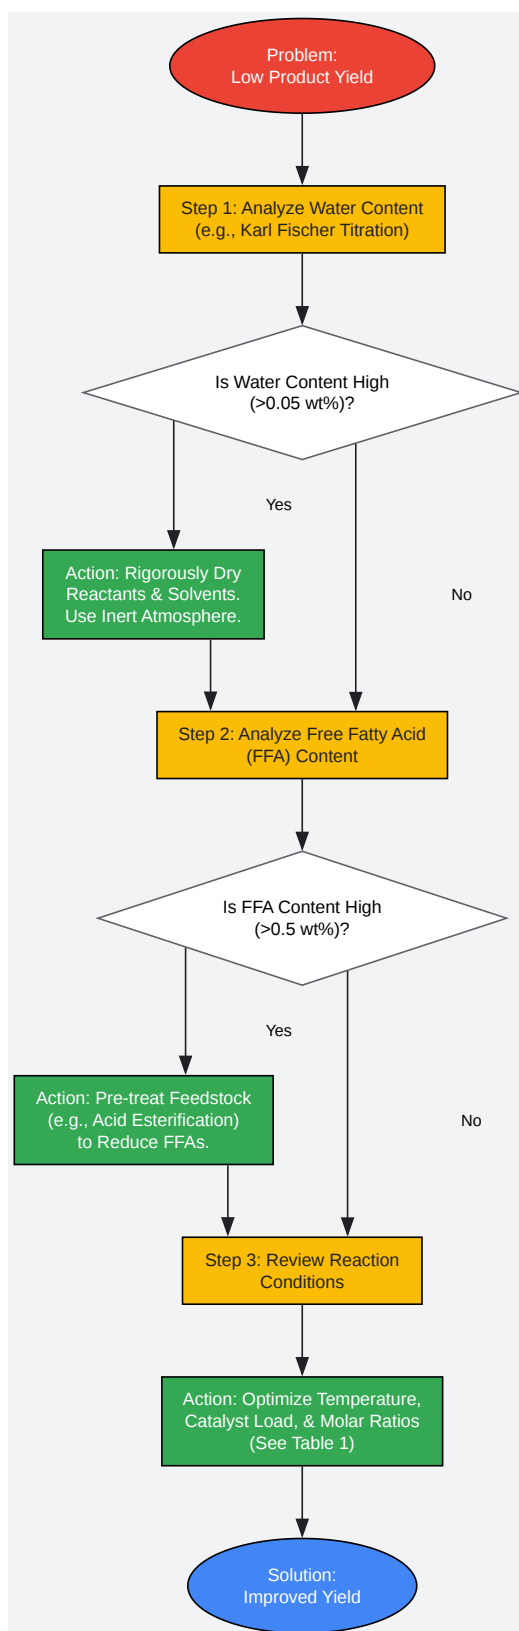 Problem:
Low Product Yield
Step 1: Analyze Water Content
(e.g., Karl Fischer Titration)
Is Water Content High
(>0.05 wt%)?
Yes
Action: Rigorously Dry
Reactants & Solvents.
Use Inert Atmosphere.
No
Step 2: Analyze Free Fatty Acid
(FFA) Content
Is FFA Content High
(>0.5 wt%)?
Yes
Action: Pre-treat Feedstock
(e.g., Acid Esterification)
to Reduce FFAs.
No
Step 3: Review Reaction
Conditions
Action: Optimize Temperature,
Catalyst Load, & Molar Ratios
(See Table 1)
Solution:
Improved Yield